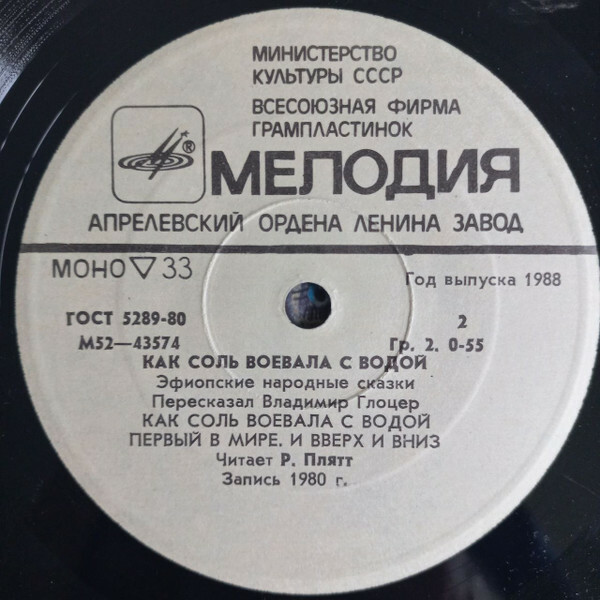 МИНИСТЕРСТВО
КУЛЬТУРЫ СССР
ВСЕСОЮЗНАЯ ФИРМА
ГРАМПЛАСТИНОК
®
МЕЛОДИЯ
АПРЕЛЕВСКИЙ ОРДЕНА ЛЕНИНА ЗАВОД
МОНО ▽ 33
Год выпуска 1988
ГОСТ 5289-80 2
М52—43574 Гр. 2. 0-55
КАК СОЛЬ ВОЕВАЛА С ВОДОЙ
Эфиопские народные сказки
Пересказал Владимир Глоцер
КАК СОЛЬ ВОЕВАЛА С ВОДОЙ
ПЕРВЫЙ В МИРЕ. И ВВЕРХ И ВНИЗ
Читает Р. Плятт
Запись 1980 г.